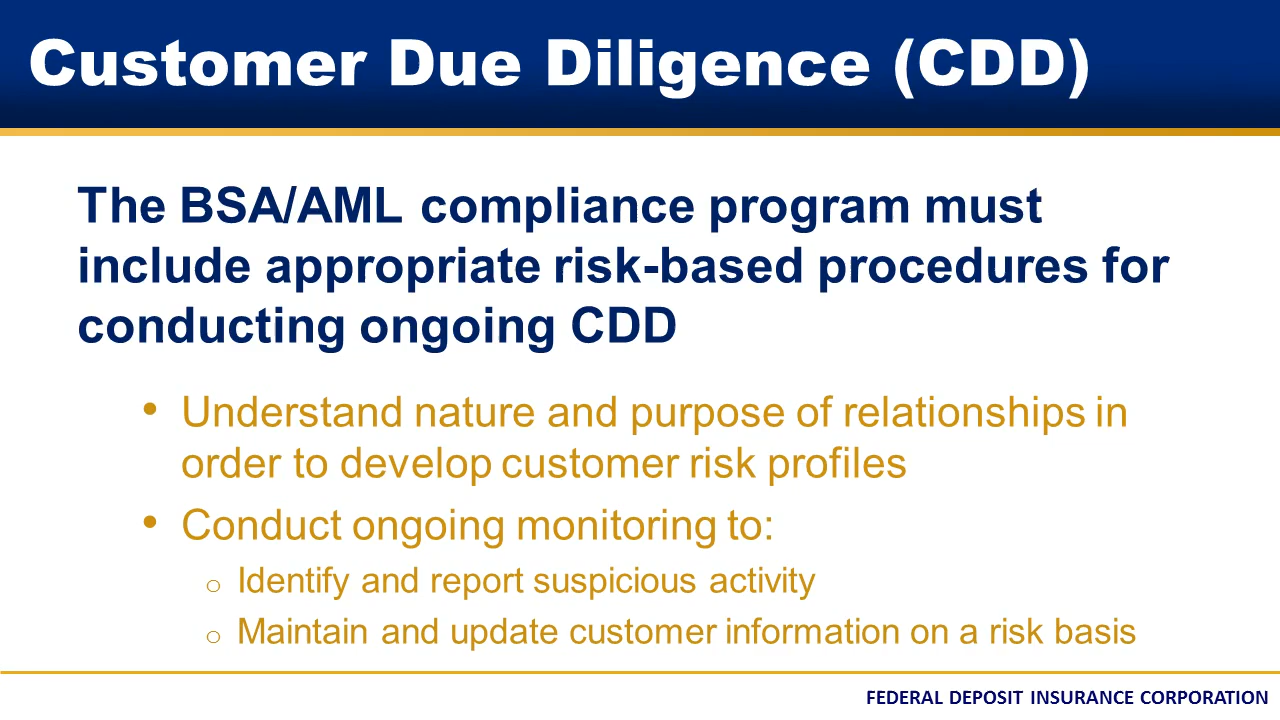 Customer Due Diligence (CDD)
The BSA/AML compliance program must
include appropriate risk-based procedures for
conducting ongoing CDD
• Understand nature and purpose of relationships in
order to develop customer risk profiles
• Conduct ongoing monitoring to:
o Identify and report suspicious activity
o Maintain and update customer information on a risk basis
FEDERAL DEPOSIT INSURANCE CORPORATION